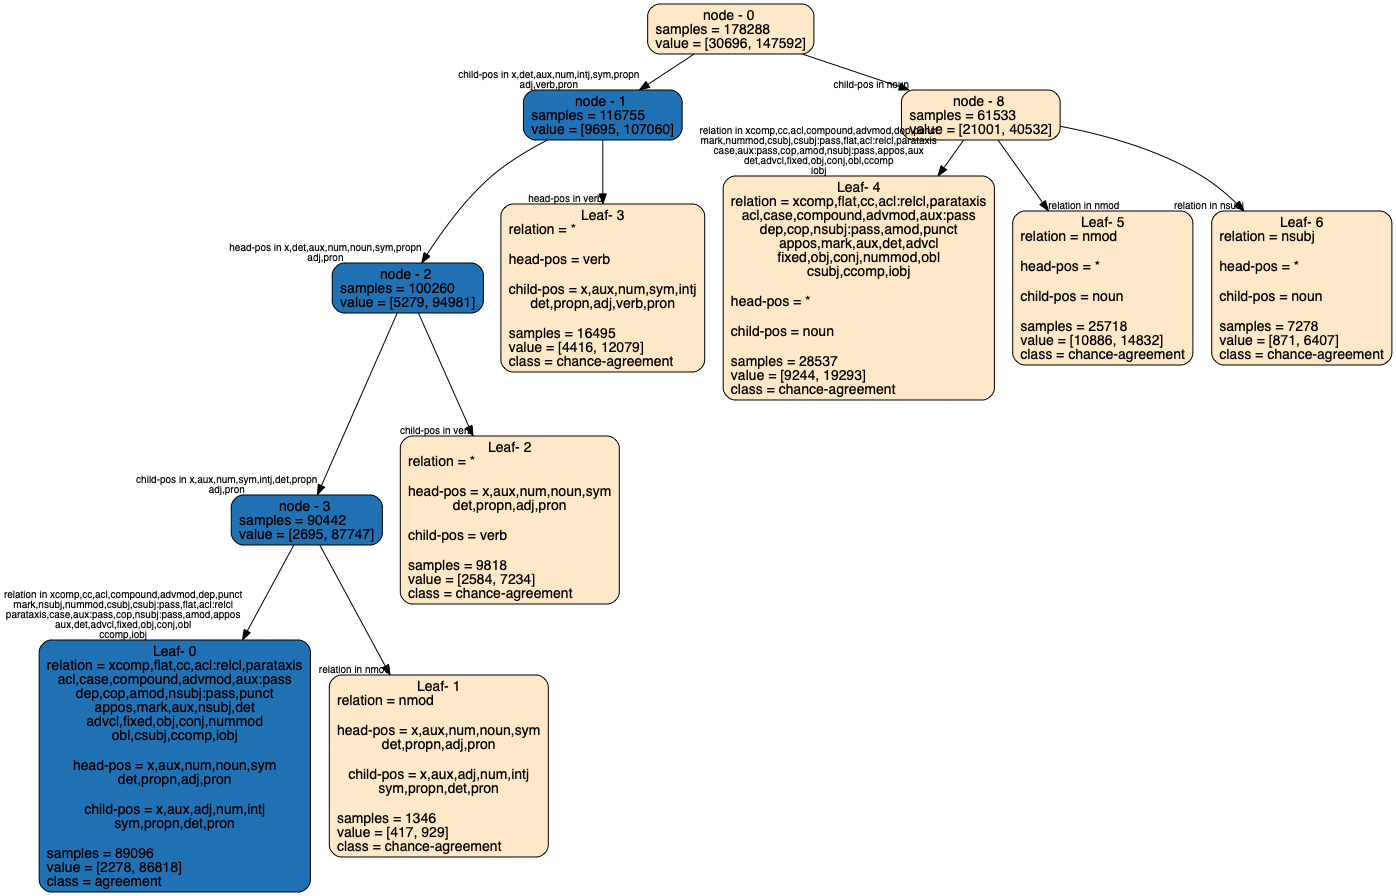 node - 0
samples = 178288
value = [30696, 147592]
child-pos in x,det,aux,num,intj,sym,propn
adj,verb,pron
child-pos in noun
node - 1
samples = 116755
value = [9695, 107060]
node - 8
samples = 61533
value = [21001, 40532]
relation in xcomp,cc,acl,compound,advmod,dep,punct
mark,nummod,csubj,csubj:pass,flat,acl:relcl,parataxis
case,aux:pass,cop,amod,nsubj:pass,appos,aux
det,advcl,fixed,obj,conj,obl,ccomp
iobj
head-pos in verb
relation in nmod
relation in nsubj
Leaf- 3
relation = *
head-pos = verb
child-pos = x,aux,num,sym,intj
det,propn,adj,verb,pron
samples = 16495
value = [4416, 12079]
class = chance-agreement
Leaf- 4
relation = xcomp,flat,cc,acl:relcl,parataxis
acl,case,compound,advmod,aux:pass
dep,cop,nsubj:pass,amod,punct
appos,mark,aux,det,advcl
fixed,obj,conj,nummod,obl
csubj,ccomp,iobj
head-pos = *
child-pos = noun
samples = 28537
value = [9244, 19293]
class = chance-agreement
Leaf- 5
relation = nmod
head-pos = *
child-pos = noun
samples = 25718
value = [10886, 14832]
class = chance-agreement
Leaf- 6
relation = nsubj
head-pos = *
child-pos = noun
samples = 7278
value = [871, 6407]
class = chance-agreement
head-pos in x,det,aux,num,noun,sym,propn
adj,pron
node - 2
samples = 100260
value = [5279, 94981]
child-pos in verb
Leaf- 2
relation = *
head-pos = x,aux,num,noun,sym
det,propn,adj,pron
child-pos = verb
samples = 9818
value = [2584, 7234]
class = chance-agreement
child-pos in x,aux,num,sym,intj,det,propn
adj,pron
node - 3
samples = 90442
value = [2695, 87747]
relation in xcomp,cc,acl,compound,advmod,dep,punct
mark,nsubj,nummod,csubj,csubj:pass,flat,acl:relcl
parataxis,case,aux:pass,cop,nsubj:pass,amod,appos
aux,det,advcl,fixed,obj,conj,obl
ccomp,iobj
relation in nmod
Leaf- 0
relation = xcomp,flat,cc,acl:relcl,parataxis
acl,case,compound,advmod,aux:pass
dep,cop,amod,nsubj:pass,punct
appos,mark,aux,nsubj,det
advcl,fixed,obj,conj,nummod
obl,csubj,ccomp,iobj
head-pos = x,aux,num,noun,sym
det,propn,adj,pron
child-pos = x,aux,adj,num,intj
sym,propn,det,pron
samples = 89096
value = [2278, 86818]
class = agreement
Leaf- 1
relation = nmod
head-pos = x,aux,num,noun,sym
det,propn,adj,pron
child-pos = x,aux,adj,num,intj
sym,propn,det,pron
samples = 1346
value = [417, 929]
class = chance-agreement